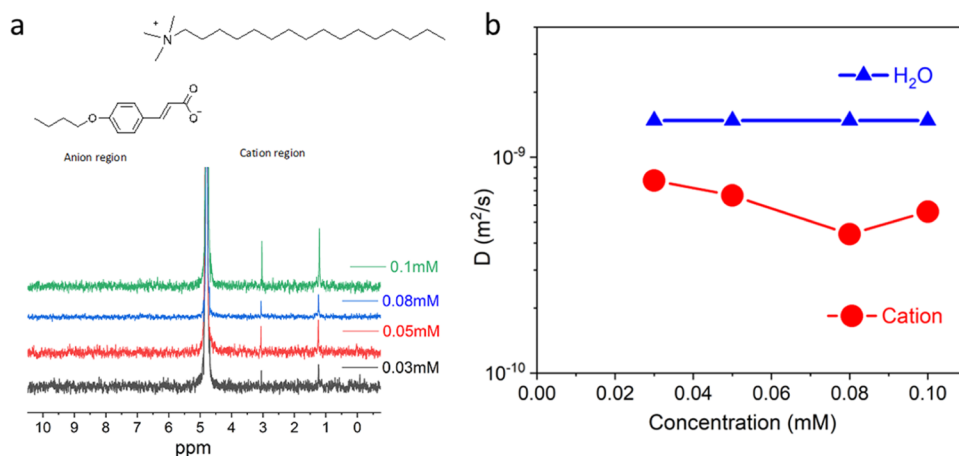 a
+
N
O
O
O-
Anion region
Cation region
0.1mM
0.08mM
0.05mM
0.03mM
10 9 8 7 6 5 4 3 2 1 0
ppm
b
H₂O
Cation
10⁻⁹
10⁻¹⁰
D (m²/s)
0.00 0.02 0.04 0.06 0.08 0.10
Concentration (mM)